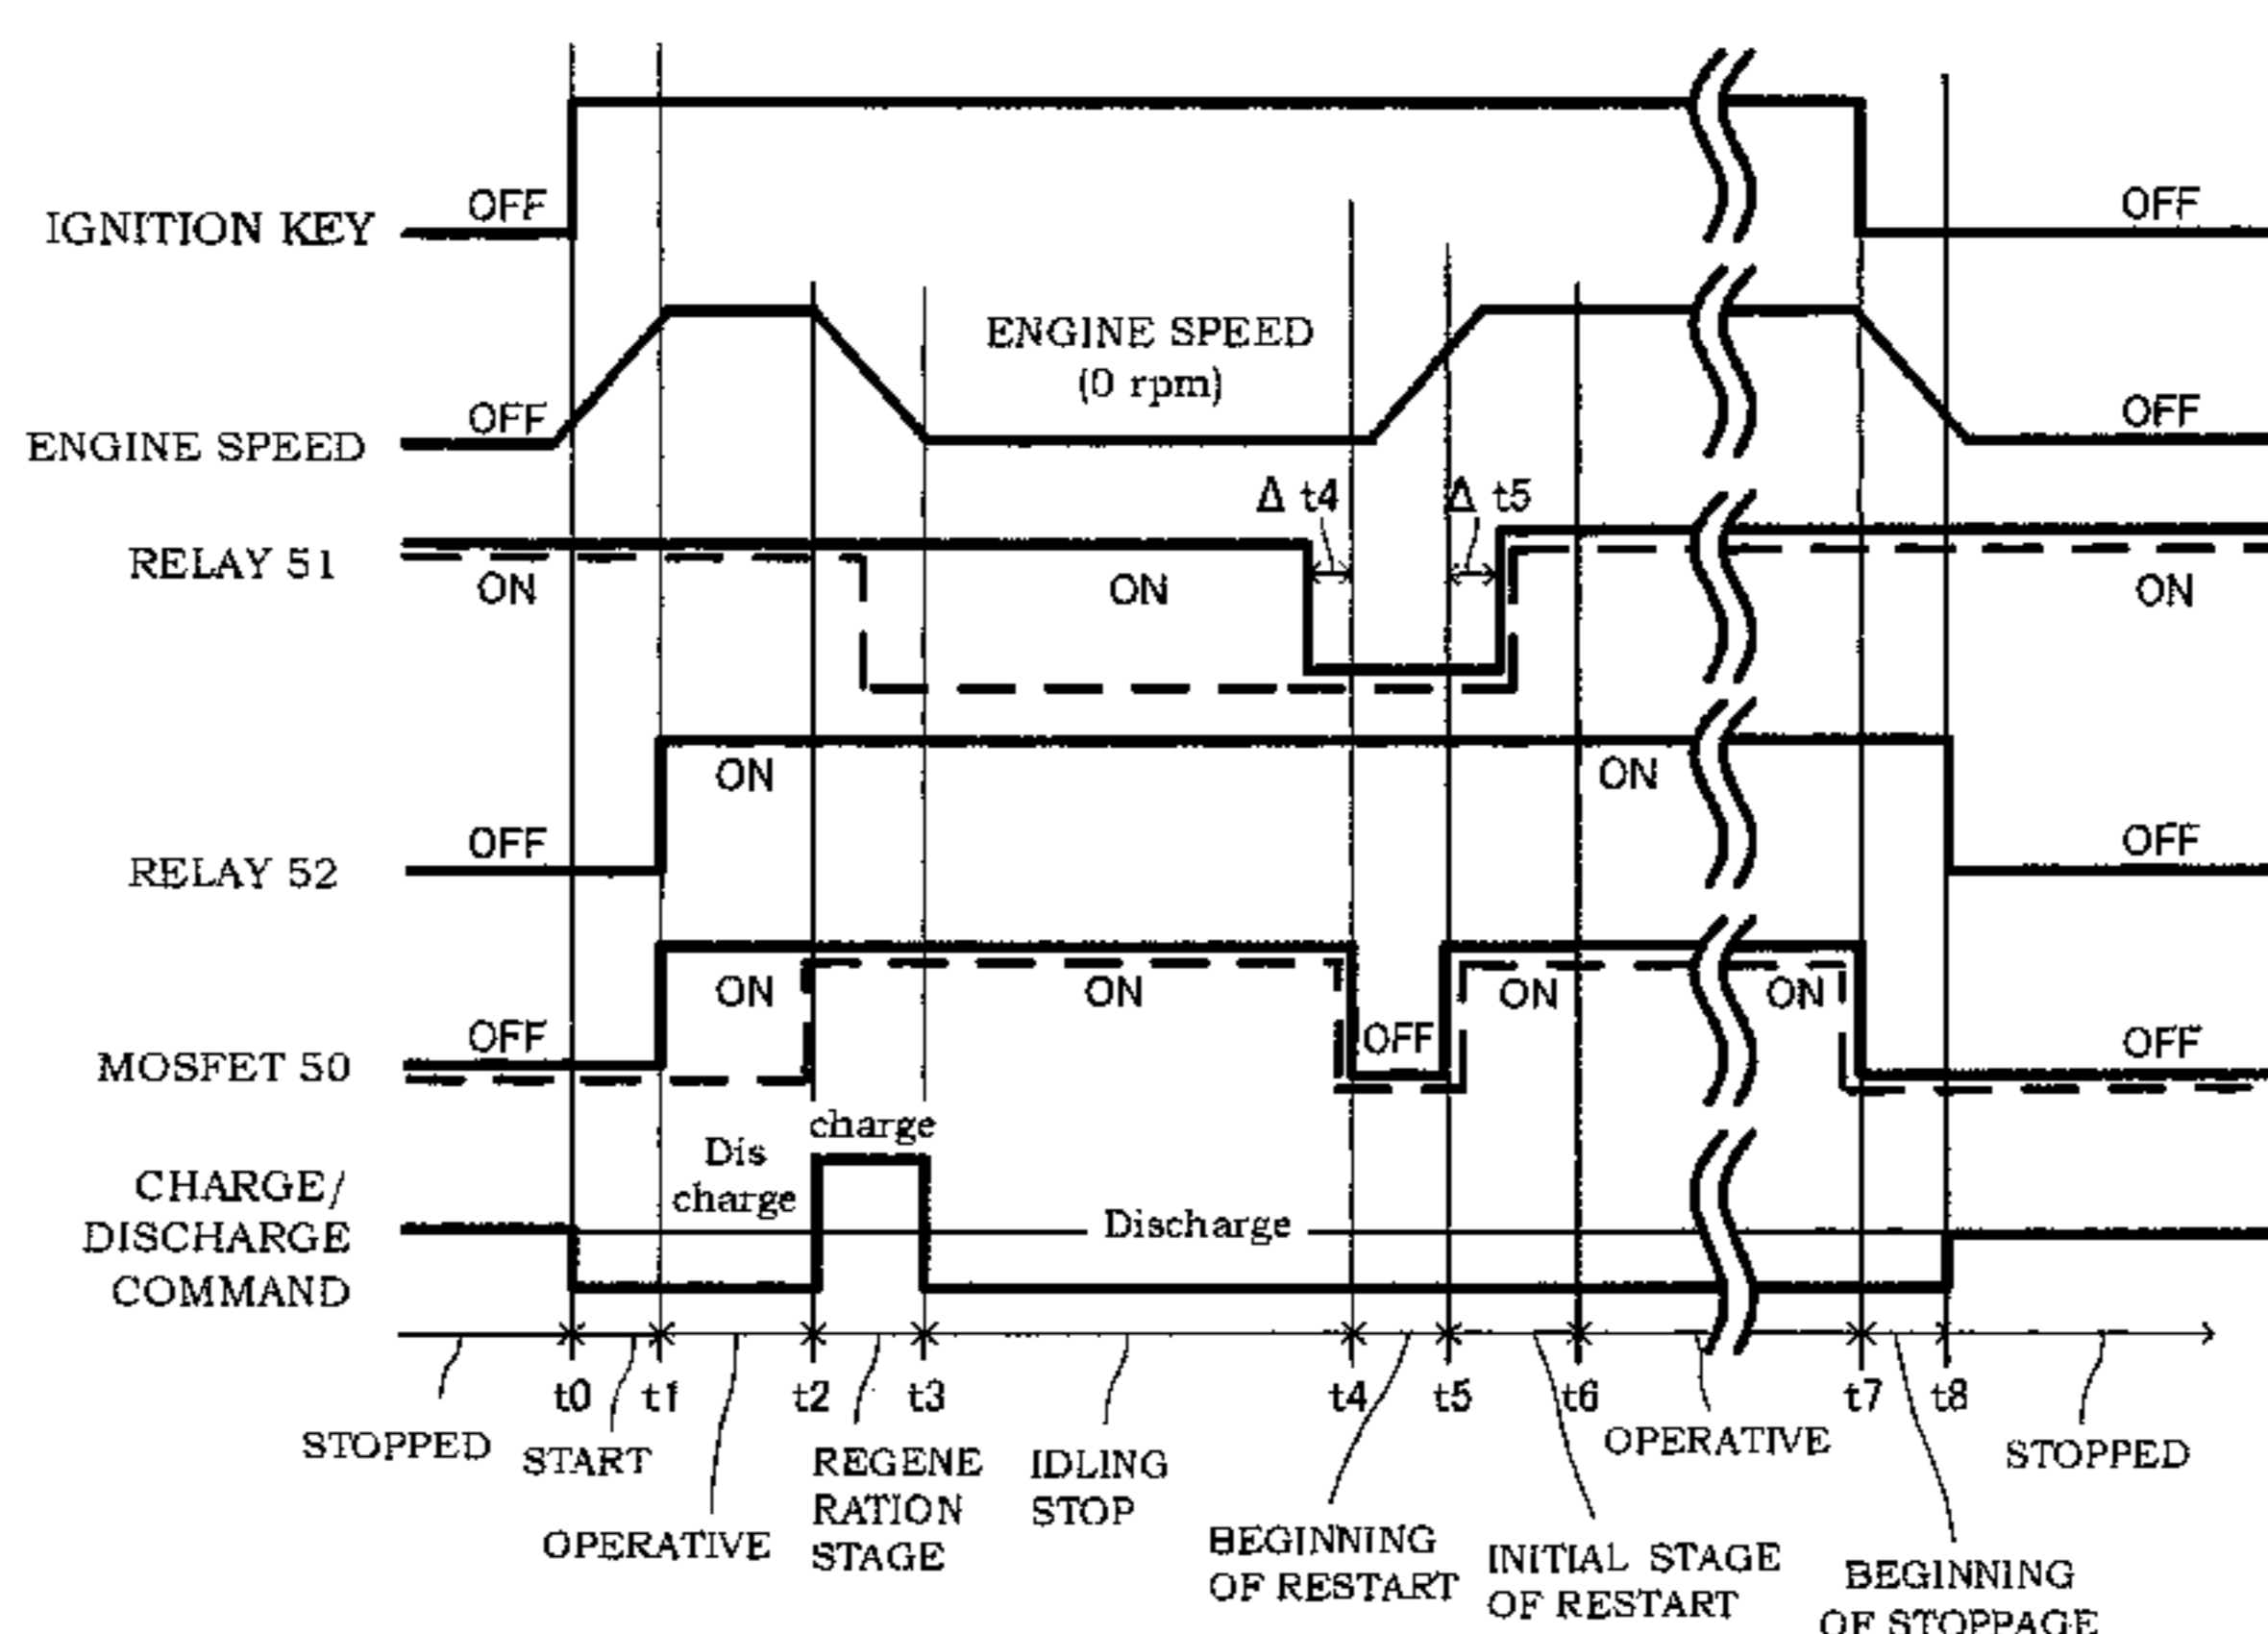 IGNITION KEY
OFF
OFF
ENGINE SPEED
OFF
ENGINE SPEED
(0 rpm)
OFF
Δ t4
Δ t5
RELAY 51
ON
ON
ON
RELAY 52
OFF
ON
ON
OFF
MOSFET 50
OFF
ON
ON
OFF
ON
ON
OFF
CHARGE/
DISCHARGE
COMMAND
Dis
charge
charge
Discharge
t0
t1
t2
t3
t4
t5
t6
t7
t8
STOPPED
START
OPERATIVE
REGENE
RATION
STAGE
IDLING
STOP
BEGINNING
OF RESTART
INITIAL STAGE
OF RESTART
OPERATIVE
BEGINNING
OF STOPPAGE
STOPPED